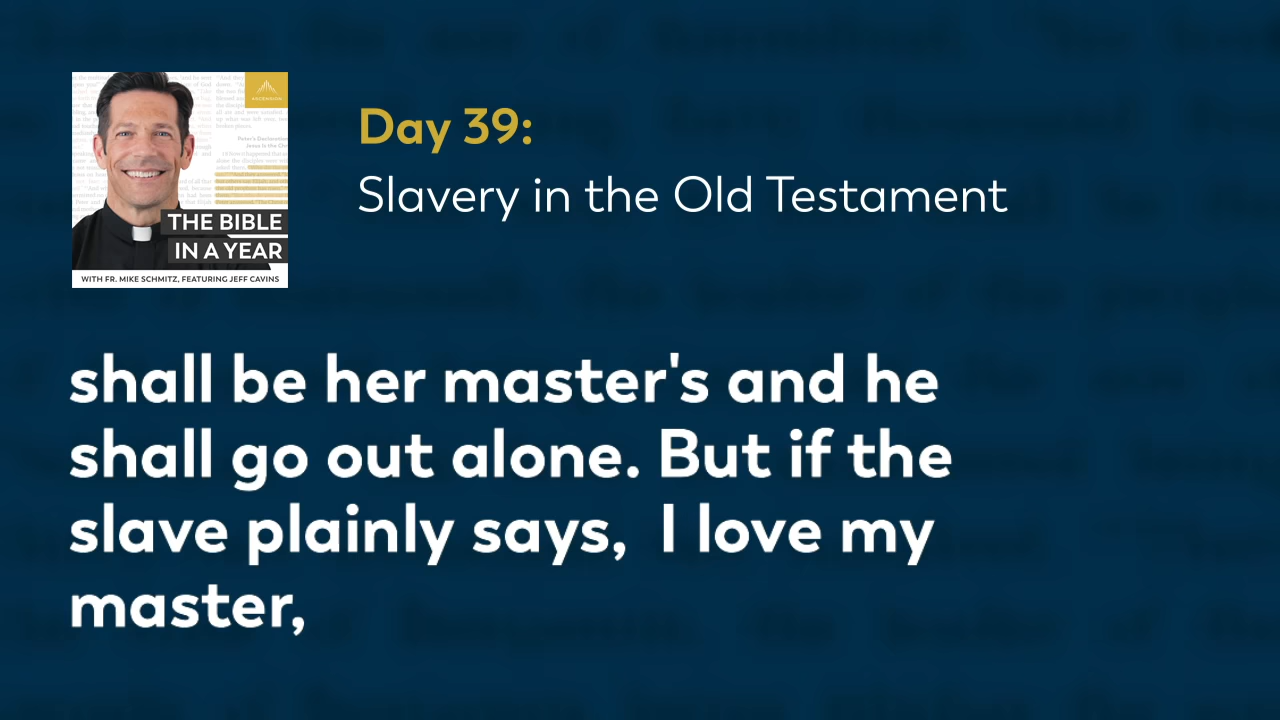 Day 39:
Slavery in the Old Testament
THE BIBLE
IN A YEAR
WITH FR. MIKE SCHMITZ, FEATURING JEFF CAVINS
shall be her master's and he
shall go out alone. But if the
slave plainly says,  I love my
master,